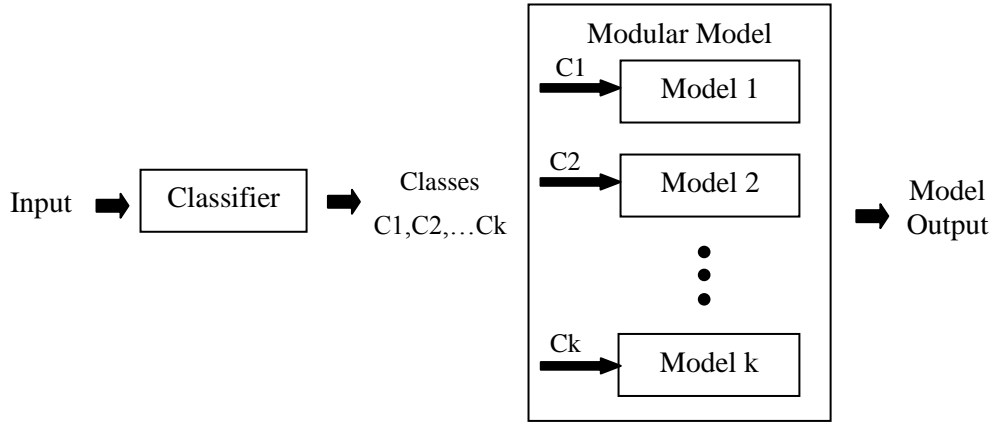 Modular Model
C1
Model 1
C2
Model 2
Input
Classifier
Classes
C1,C2,…Ck
Model
Output
Ck
Model k